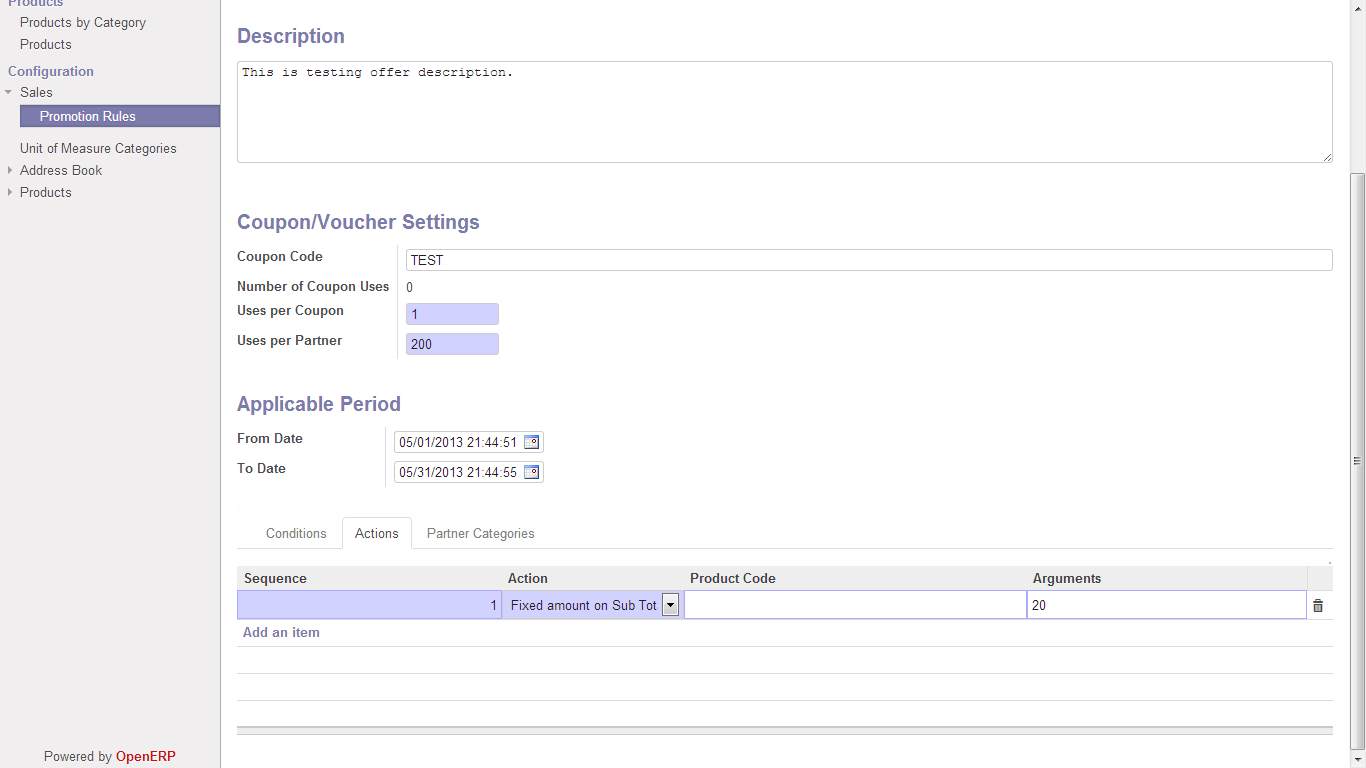 Products
Products by Category
Products
Configuration
Sales
Promotion Rules
Unit of Measure Categories
Address Book
Products
Powered by OpenERP
Description
This is testing offer description.
Coupon/Voucher Settings
Coupon Code TEST
Number of Coupon Uses 0
Uses per Coupon 1
Uses per Partner 200
Applicable Period
From Date 05/01/2013 21:44:51
To Date 05/31/2013 21:44:55
Conditions Actions Partner Categories
Sequence Action Product Code Arguments
1 Fixed amount on Sub Tot 20
Add an item